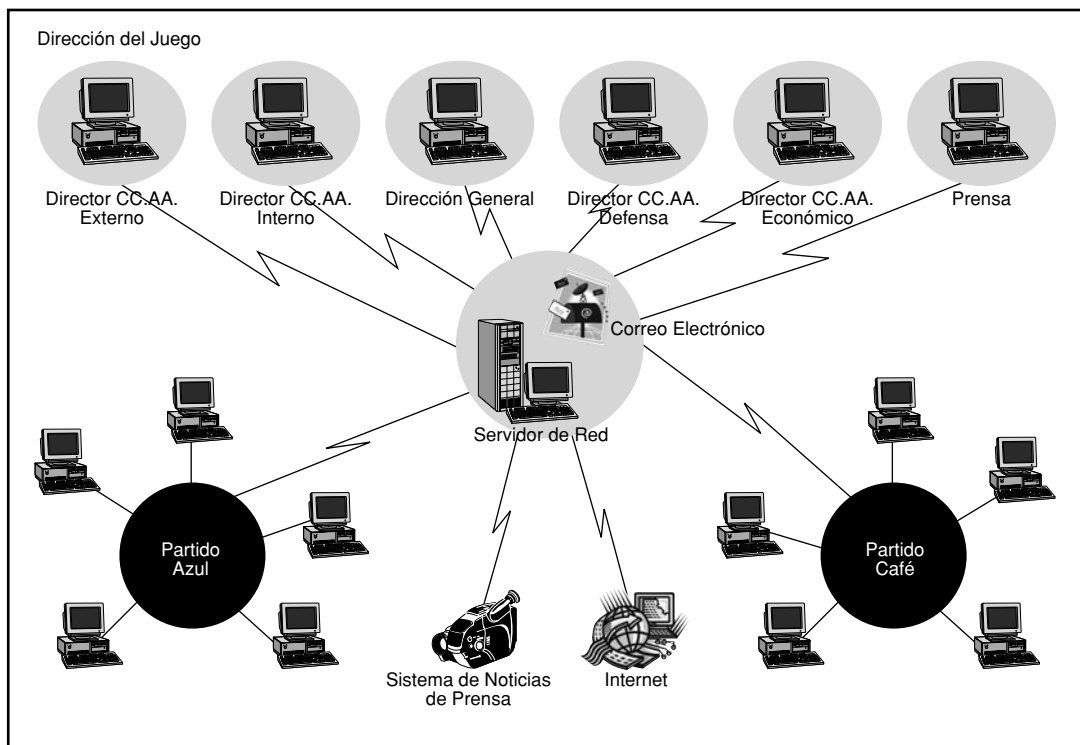 Dirección del Juego
Director CC.AA.
Externo
Director CC.AA.
Interno
Dirección General
Director CC.AA.
Defensa
Director CC.AA.
Económico
Prensa
Correo Electrónico
Servidor de Red
Partido
Azul
Partido
Café
Sistema de Noticias
de Prensa
Internet